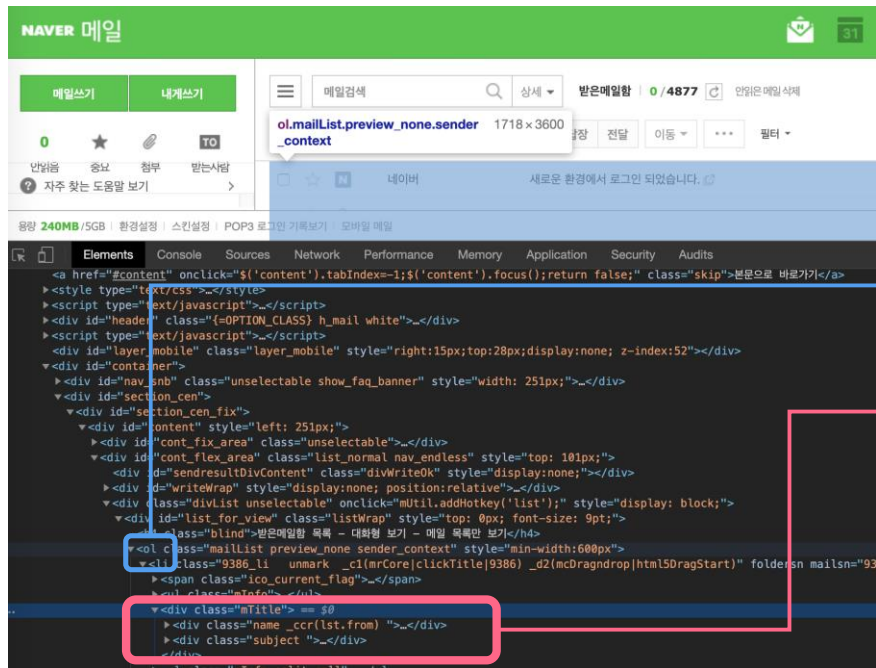 NAVER 메일
31
메일쓰기 내게쓰기
메일검색 상세 받은메일함 0/4877 안읽은메일삭제
ol.mailList.preview_none.sender_context 1718×3600
전달 이동 ••• 필터
0 TO
안읽음 중요 첨부 받는사람
? 자주 찾는 도움말 보기 >
N 네이버 새로운 환경에서 로그인 되었습니다.
용량 240MB/5GB 환경설정 스킨설정 POP3 로그인 기록보기 모바일 메일
Elements Console Sources Network Performance Memory Application Security Audits
<a href="#content" onclick="$('content').tabIndex=-1;$('content').focus();return false;" class="skip">본문으로 바로가기</a>
▶<style type="text/css">…</style>
▶<script type="text/javascript">…</script>
▶<div id="header" class="{=OPTION_CLASS} h_mail white">…</div>
▶<script type="text/javascript">…</script>
<div id="layer_mobile" class="layer_mobile" style="right:15px;top:28px;display:none; z-index:52"></div>
▼<div id="container">
▶<div id="nav_snb" class="unselectable show_faq_banner" style="width: 251px;">…</div>
▼<div id="section_cen">
▼<div id="section_cen_fix">
▼<div id="content" style="left: 251px;">
▶<div id="cont_fix_area" class="unselectable">…</div>
▼<div id="cont_flex_area" class="list_normal nav_endless" style="top: 101px;">
<div id="sendresultDivContent" class="divWriteOk" style="display:none;"></div>
▶<div id="writeWrap" style="display:none; position:relative">…</div>
▼<div class="divList unselectable" onclick="mUtil.addHotkey('list');" style="display: block;">
▼<div id="list_for_view" class="listWrap" style="top: 0px; font-size: 9pt;">
class="blind">받은메일함 목록 – 대화형 보기 – 메일 목록만 보기</h4>
▼<ol class="mailList preview_none sender_context" style="min-width:600px">
▼<li class="9386_li unmark _c1(mrCore|clickTitle|9386) _d2(mcDragndrop|html5DragStart)" foldersn mailsn="93
▶<span class="ico_current_flag">…</span>
▶<ul class="mInfo">…</ul>
… ▼<div class="mTitle"> == $0
▶<div class="name _ccr(lst.from) ">…</div>
▶<div class="subject ">…</div>
</div>